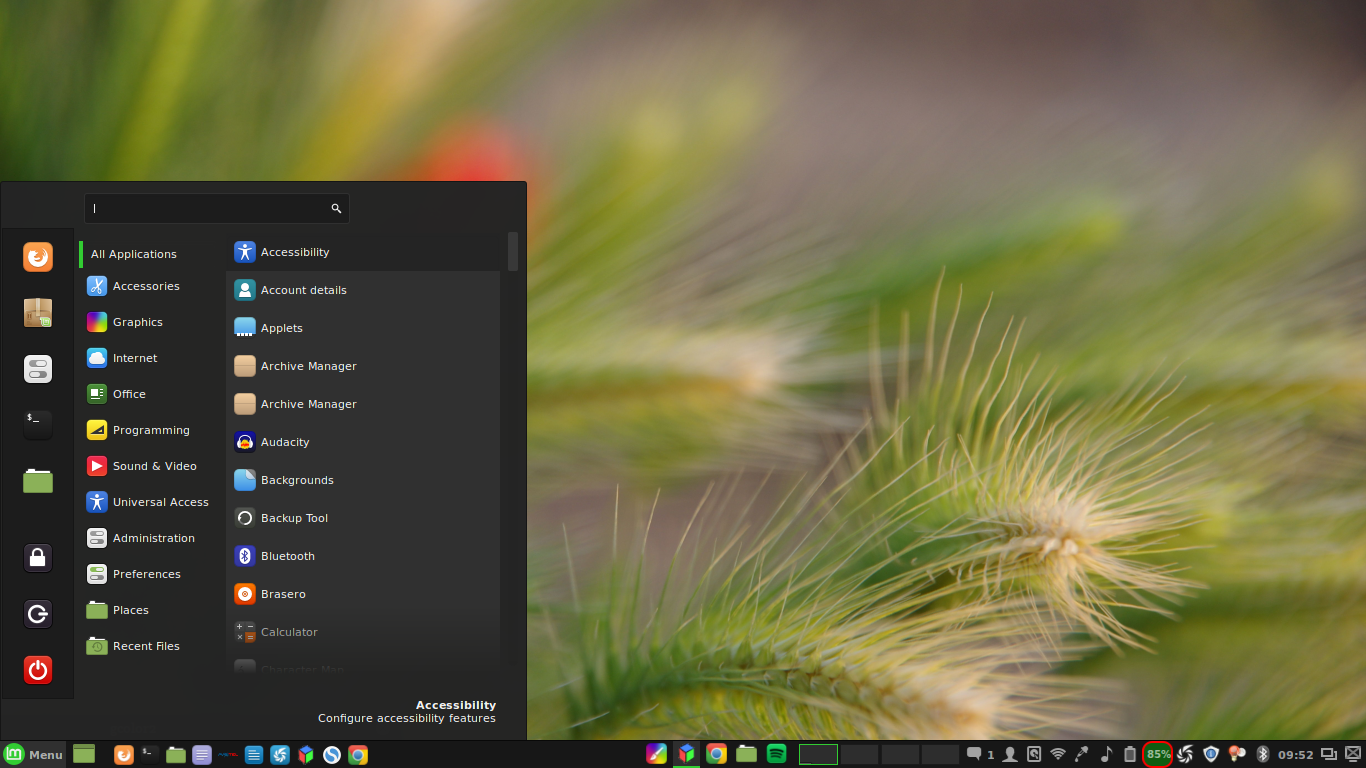 All Applications
Accessories
Graphics
Internet
Office
Programming
Sound & Video
Universal Access
Administration
Preferences
Places
Recent Files
Accessibility
Account details
Applets
Archive Manager
Archive Manager
Audacity
Backgrounds
Backup Tool
Bluetooth
Brasero
Calculator
Character Map
Accessibility
Configure accessibility features
Menu
1
85%
09:52